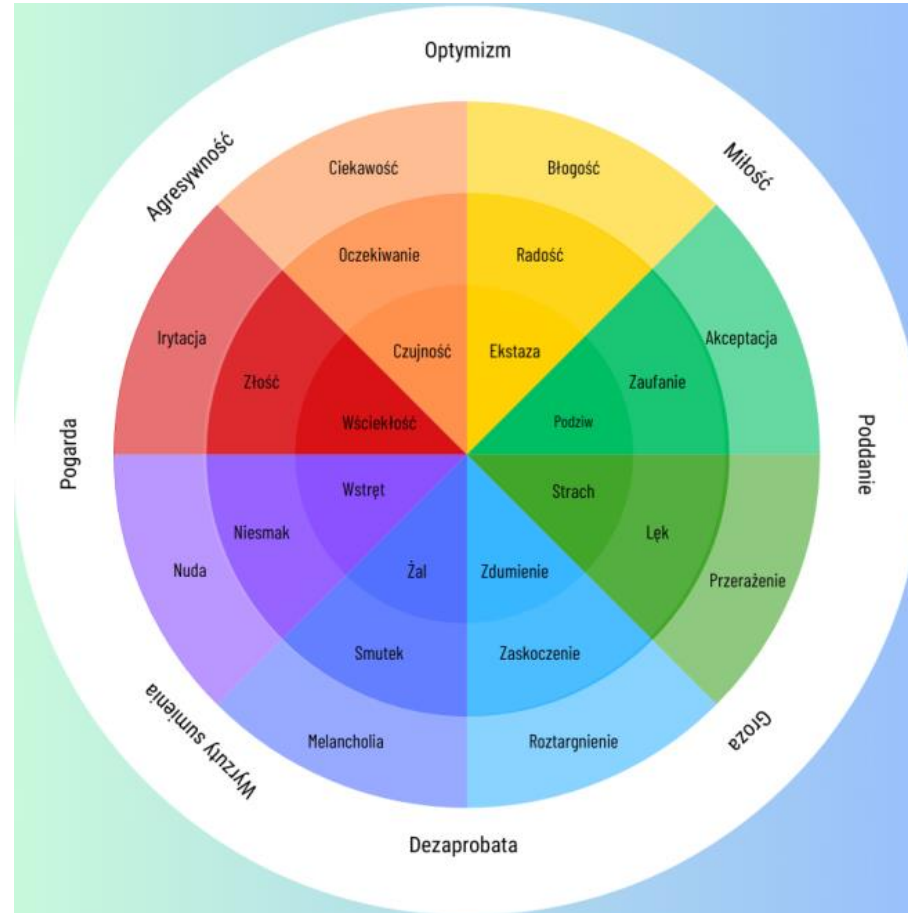 Optymizm
Agresywność
Miłość
Ciekawość
Błogość
Oczekiwanie
Radość
Irytacja
Akceptacja
Czujność
Ekstaza
Złość
Zaufanie
Wściekłość
Podziw
Pogarda
Poddanie
Wstręt
Strach
Niesmak
Lęk
Nuda
Żal
Zdumienie
Przerażenie
Smutek
Zaskoczenie
Wyrzuty sumienia
Groza
Melancholia
Roztargnienie
Dezaprobata